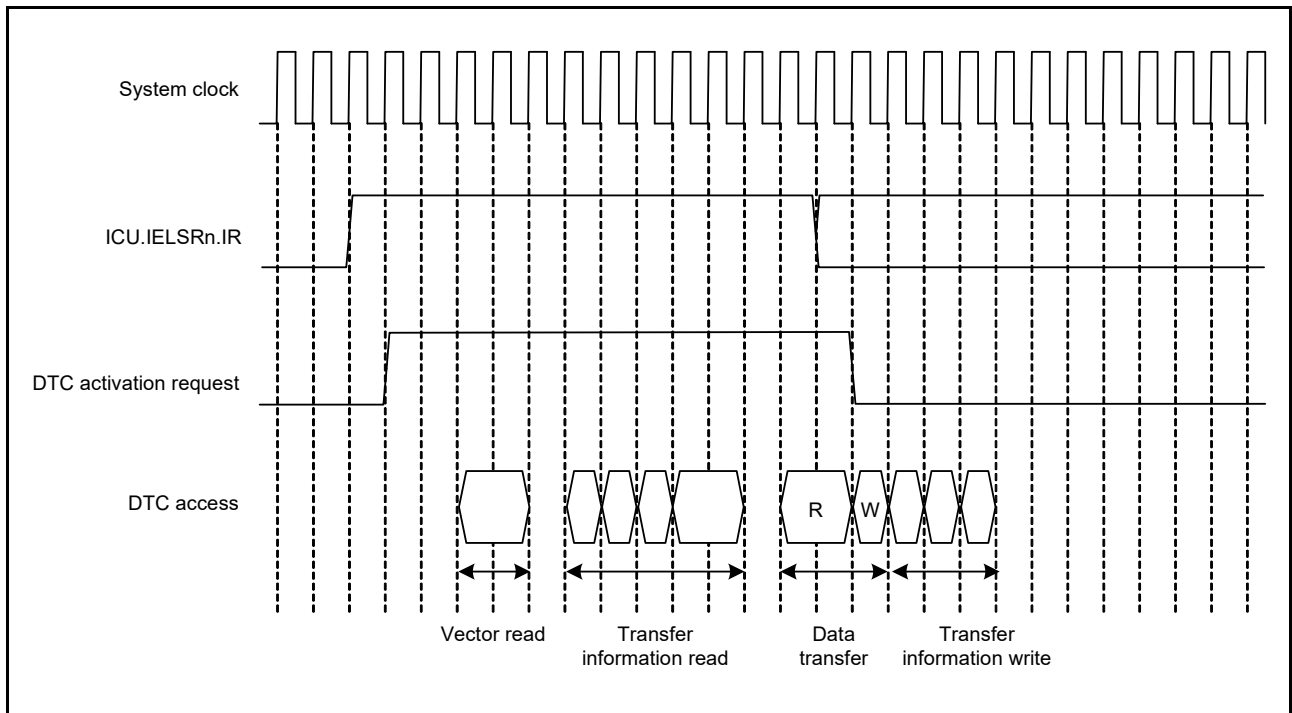 System clock
ICU.IELSRn.IR
DTC activation request
DTC access
R
W
Vector read
Transfer
information read
Data
transfer
Transfer
information write